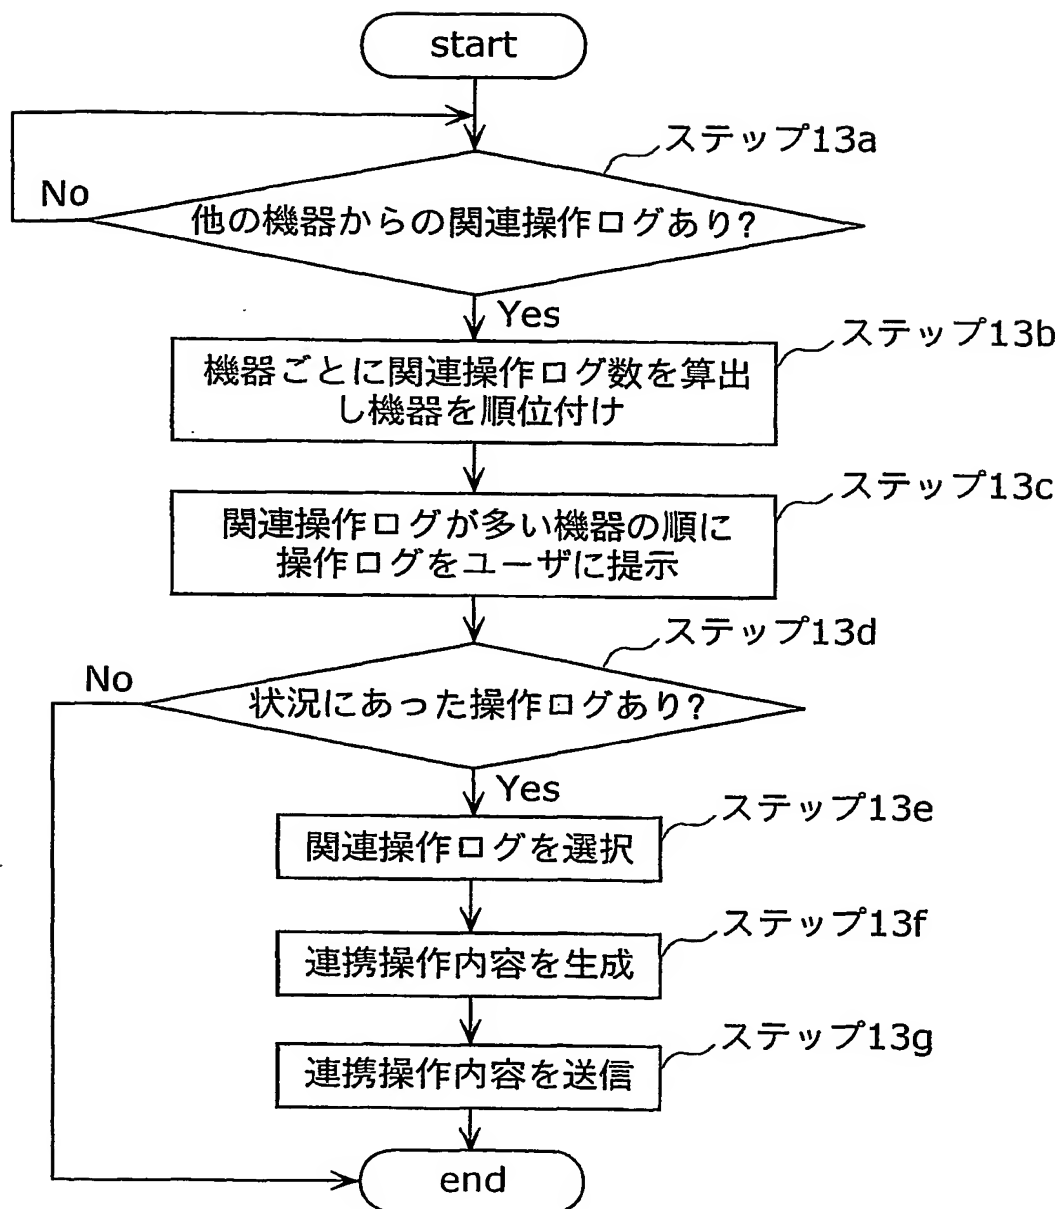 start
ステップ13a
No
他の機器からの関連操作ログあり?
Yes
ステップ13b
機器ごとに関連操作ログ数を算出
し機器を順位付け
ステップ13c
関連操作ログが多い機器の順に
操作ログをユーザに提示
ステップ13d
No
状況にあった操作ログあり?
Yes
ステップ13e
関連操作ログを選択
ステップ13f
連携操作内容を生成
ステップ13g
連携操作内容を送信
end